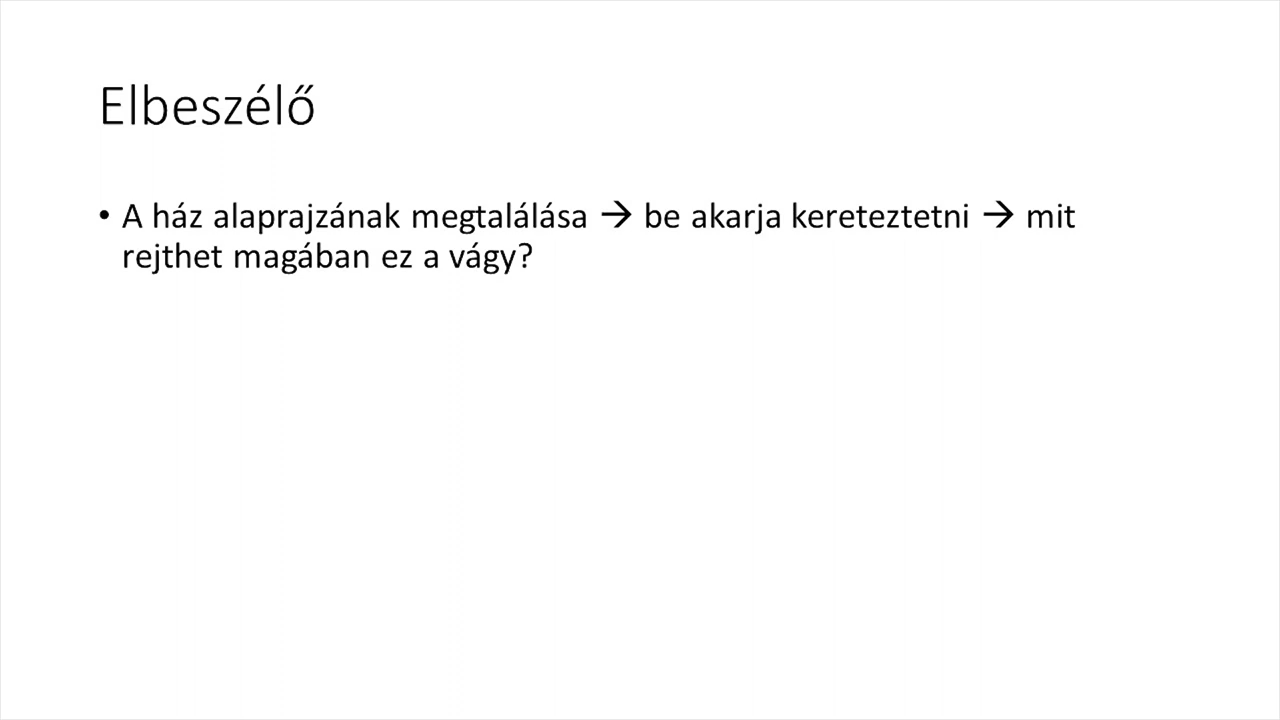 Elbeszélő
• A ház alaprajzának megtalálása → be akarja kereteztetni → mit
rejthet magában ez a vágy?